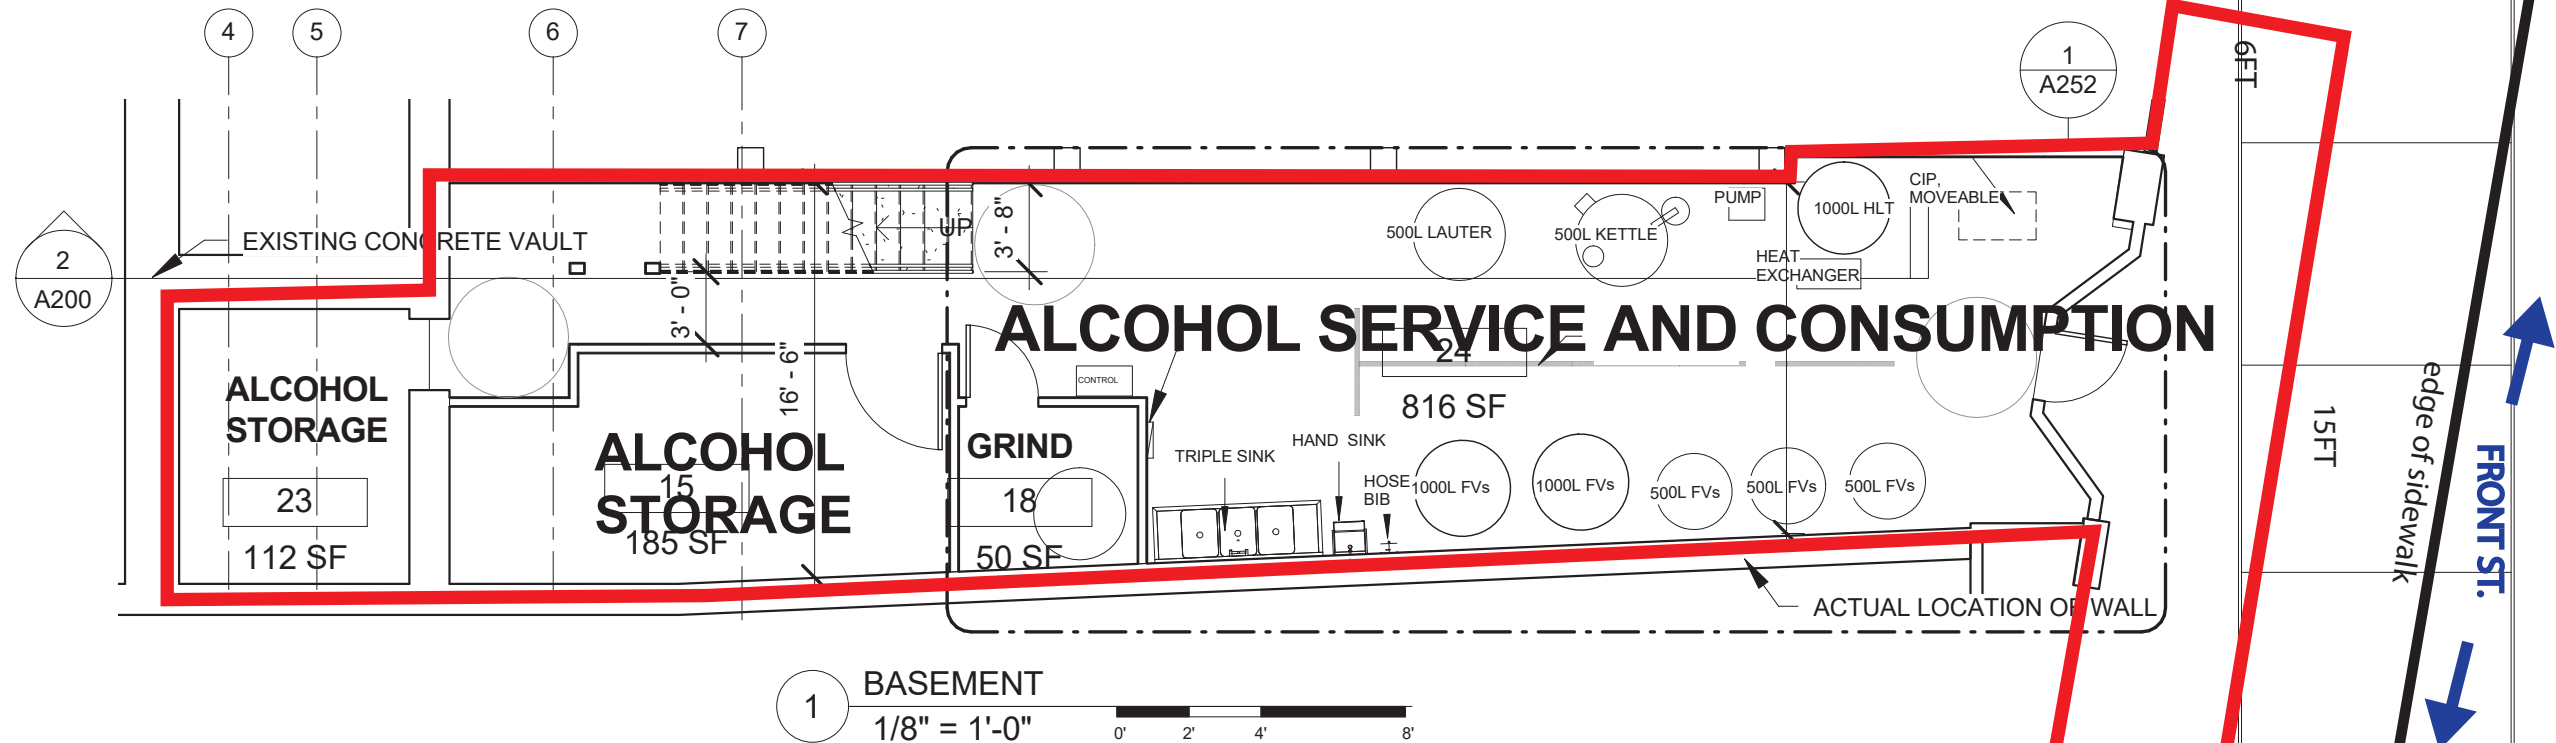 4
5
6
7
1
A252
6FT
2
A200
EXISTING CONCRETE VAULT
UP
3' - 8"
3' - 0"
16' - 6"
500L LAUTER
500L KETTLE
PUMP
1000L HLT
CIP,
MOVEABLE
HEAT
EXCHANGER
ALCOHOL SERVICE AND CONSUMPTION
24
816 SF
CONTROL
ALCOHOL
STORAGE
23
112 SF
ALCOHOL
STORAGE
15
185 SF
GRIND
18
50 SF
TRIPLE SINK
HAND SINK
HOSE
BIB
1000L FVs
1000L FVs
500L FVs
500L FVs
500L FVs
ACTUAL LOCATION OF WALL
15FT
edge of sidewalk
FRONT ST.
1
BASEMENT
1/8" = 1'-0"
0'
2'
4'
8'